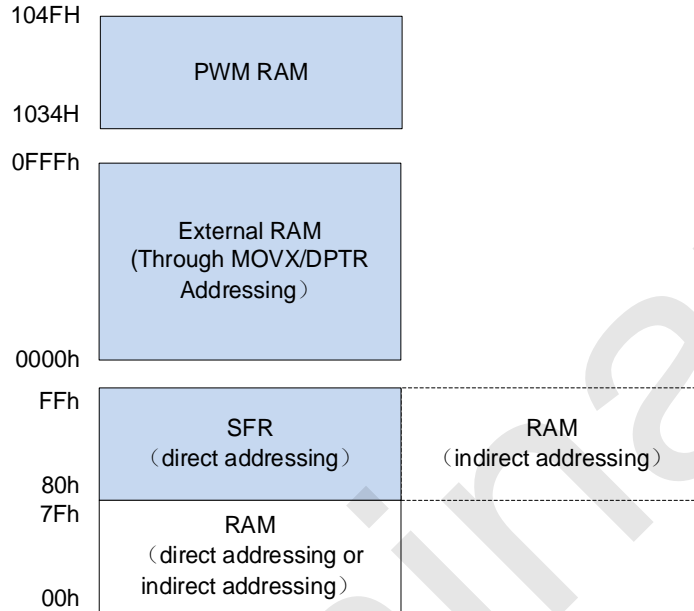 104FH
PWM RAM
1034H
0FFFh
External RAM
(Through MOVX/DPTR
Addressing）
0000h
FFh
SFR
（direct addressing）
RAM
（indirect addressing）
80h
7Fh
RAM
（direct addressing or
indirect addressing）
00h